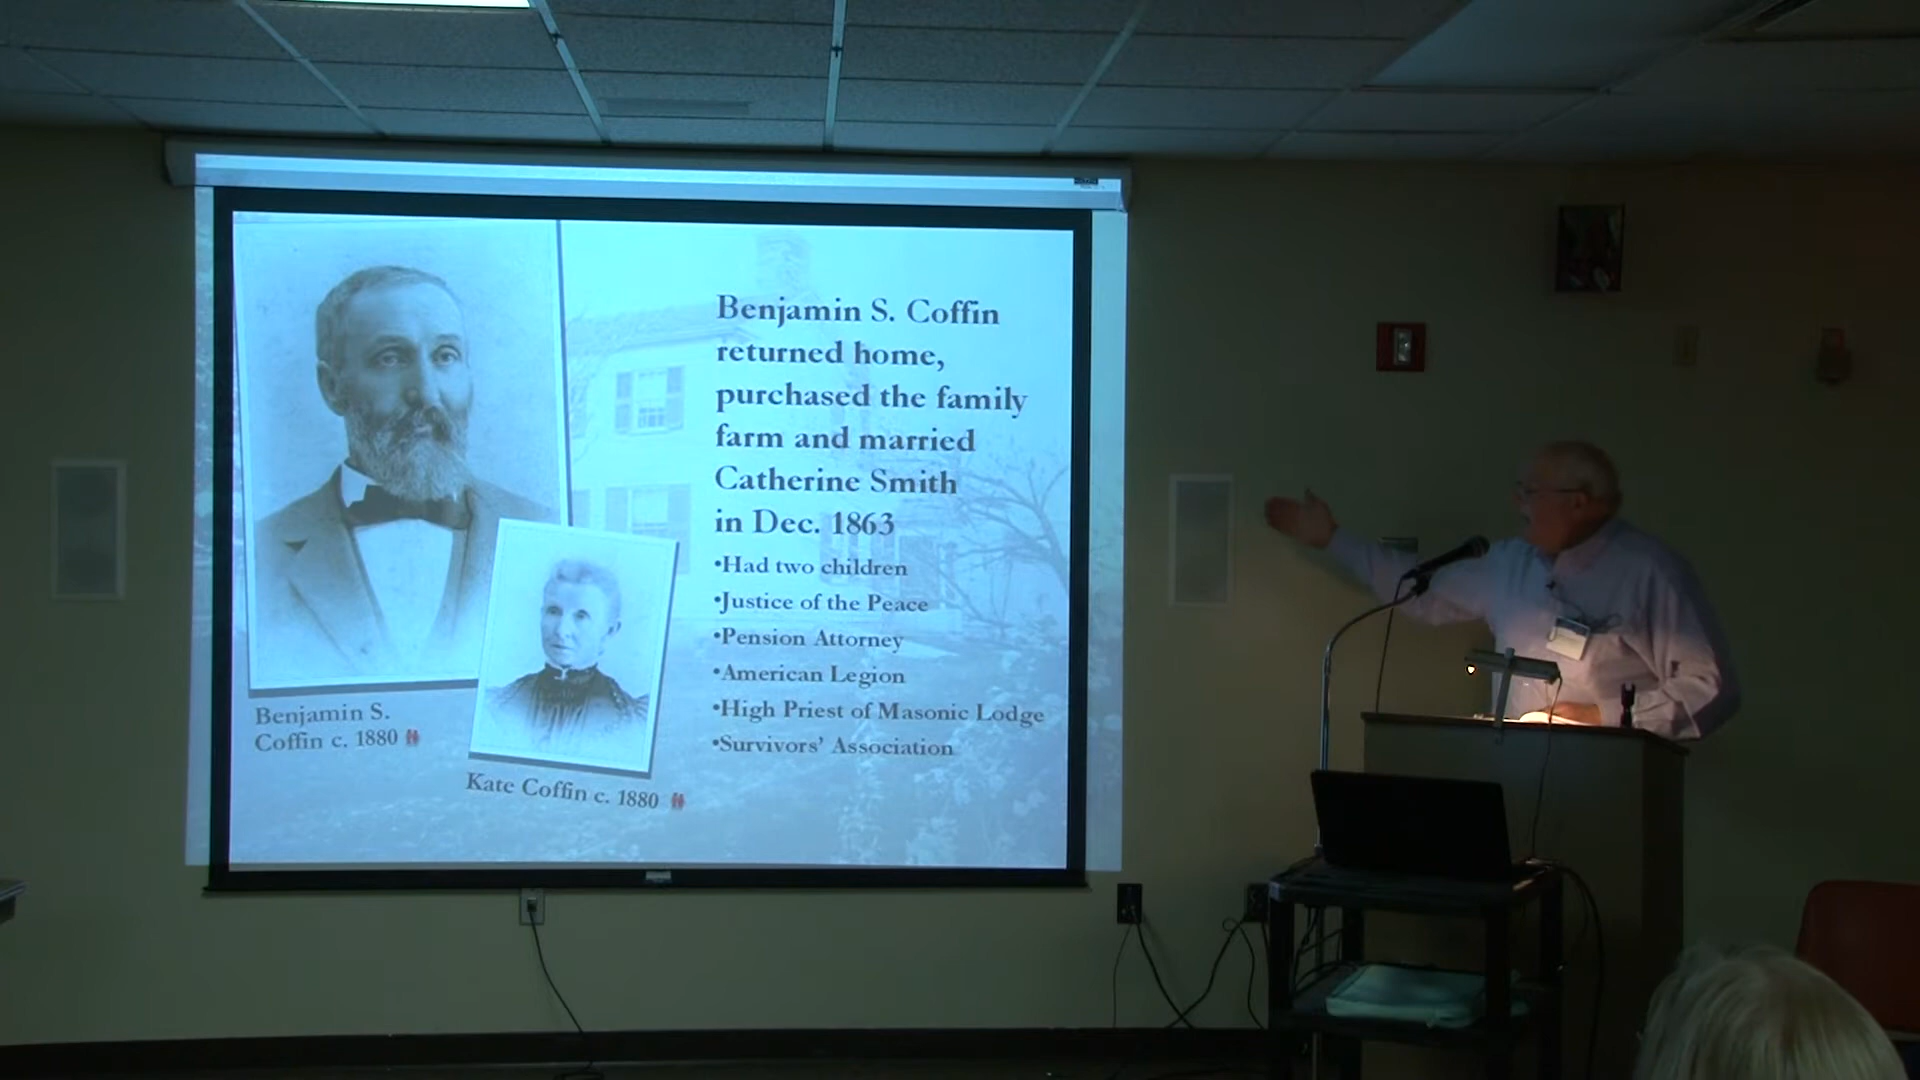 Benjamin S. Coffin
returned home,
purchased the family
farm and married
Catherine Smith
in Dec. 1863
•Had two children
•Justice of the Peace
•Pension Attorney
•American Legion
•High Priest of Masonic Lodge
•Survivors' Association
Benjamin S.
Coffin c. 1880
Kate Coffin c. 1880